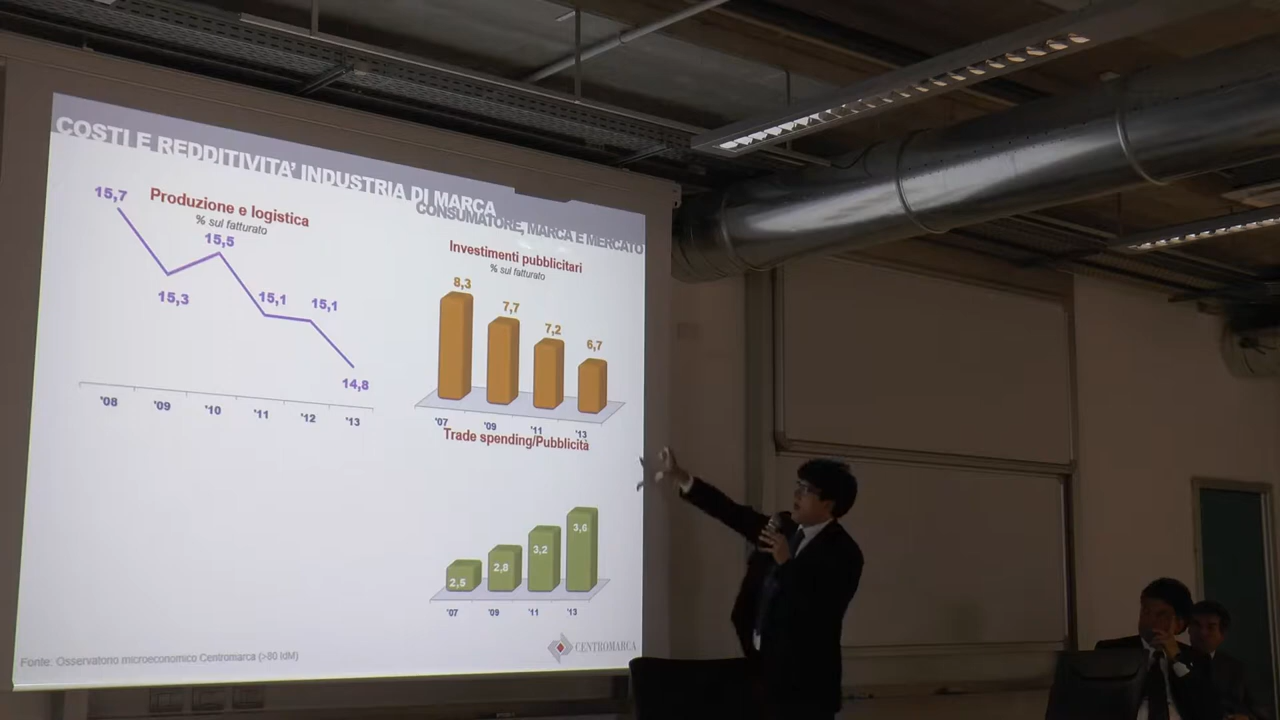 COSTI E REDDITIVITA' INDUSTRIA DI MARCA
CONSUMATORE, MARCA E MERCATO
Produzione e logistica
% sul fatturato
15,7
15,3
15,5
15,1
15,1
14,8
'08 '09 '10 '11 '12 '13
Investimenti pubblicitari
% sul fatturato
8,3
7,7
7,2
6,7
'07 '09 '11 '13
Trade spending/Pubblicità
2,5
2,8
3,2
3,6
'07 '09 '11 '13
Fonte: Osservatorio microeconomico Centromarca (>80 IdM)
CENTROMARCA